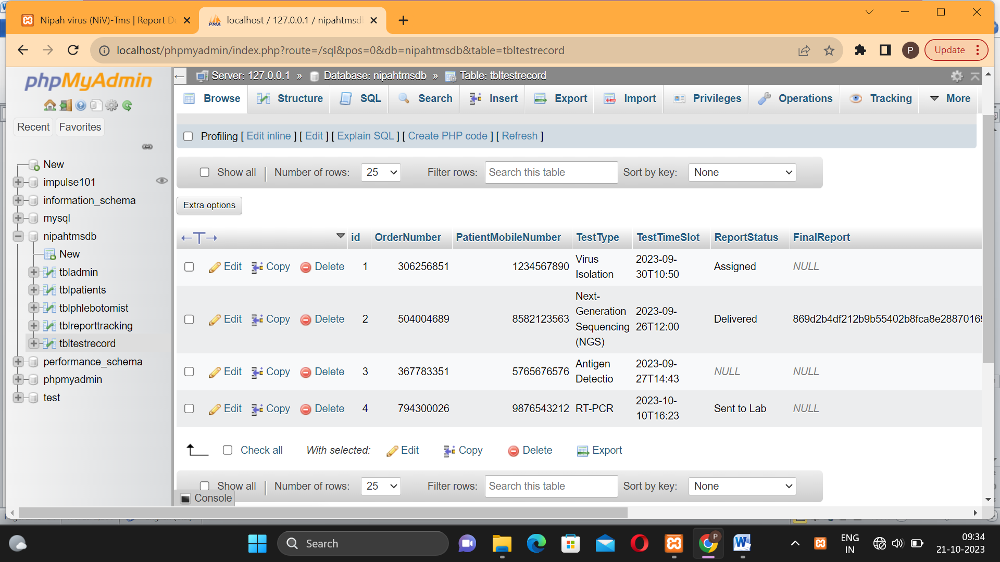 Nipah virus (NiV)-Tms | Report De
localhost / 127.0.0.1 / nipahtmsd
localhost/phpmyadmin/index.php?route=/sql&pos=0&db=nipahtmsdb&table=tbltestrecord
P
Update
phpMyAdmin
Recent
Favorites
New
impulse101
information_schema
mysql
nipahtmsdb
New
tbladmin
tblpatients
tblphlebotomist
tblreporttracking
tbltestrecord
performance_schema
phpmyadmin
test
Server: 127.0.0.1 » Database: nipahtmsdb » Table: tbltestrecord
Browse Structure SQL Search Insert Export Import Privileges Operations Tracking More
Profiling [ Edit inline ] [ Edit ] [ Explain SQL ] [ Create PHP code ] [ Refresh ]
Show all | Number of rows: 25 Filter rows: Search this table Sort by key: None
Extra options
id OrderNumber PatientMobileNumber TestType TestTimeSlot ReportStatus FinalReport
Edit Copy Delete 1 306256851 1234567890 Virus Isolation 2023-09-30T10:50 Assigned NULL
Edit Copy Delete 2 504004689 8582123563 Next-Generation Sequencing (NGS) 2023-09-26T12:00 Delivered 869d2b4df212b9b55402b8fca8e2887016
Edit Copy Delete 3 367783351 5765676576 Antigen Detectio 2023-09-27T14:43 NULL NULL
Edit Copy Delete 4 794300026 9876543212 RT-PCR 2023-10-10T16:23 Sent to Lab NULL
Check all With selected: Edit Copy Delete Export
Show all | Number of rows: 25 Filter rows: Search this table Sort by key: None
Console
Search
P
ENG
IN
09:34
21-10-2023